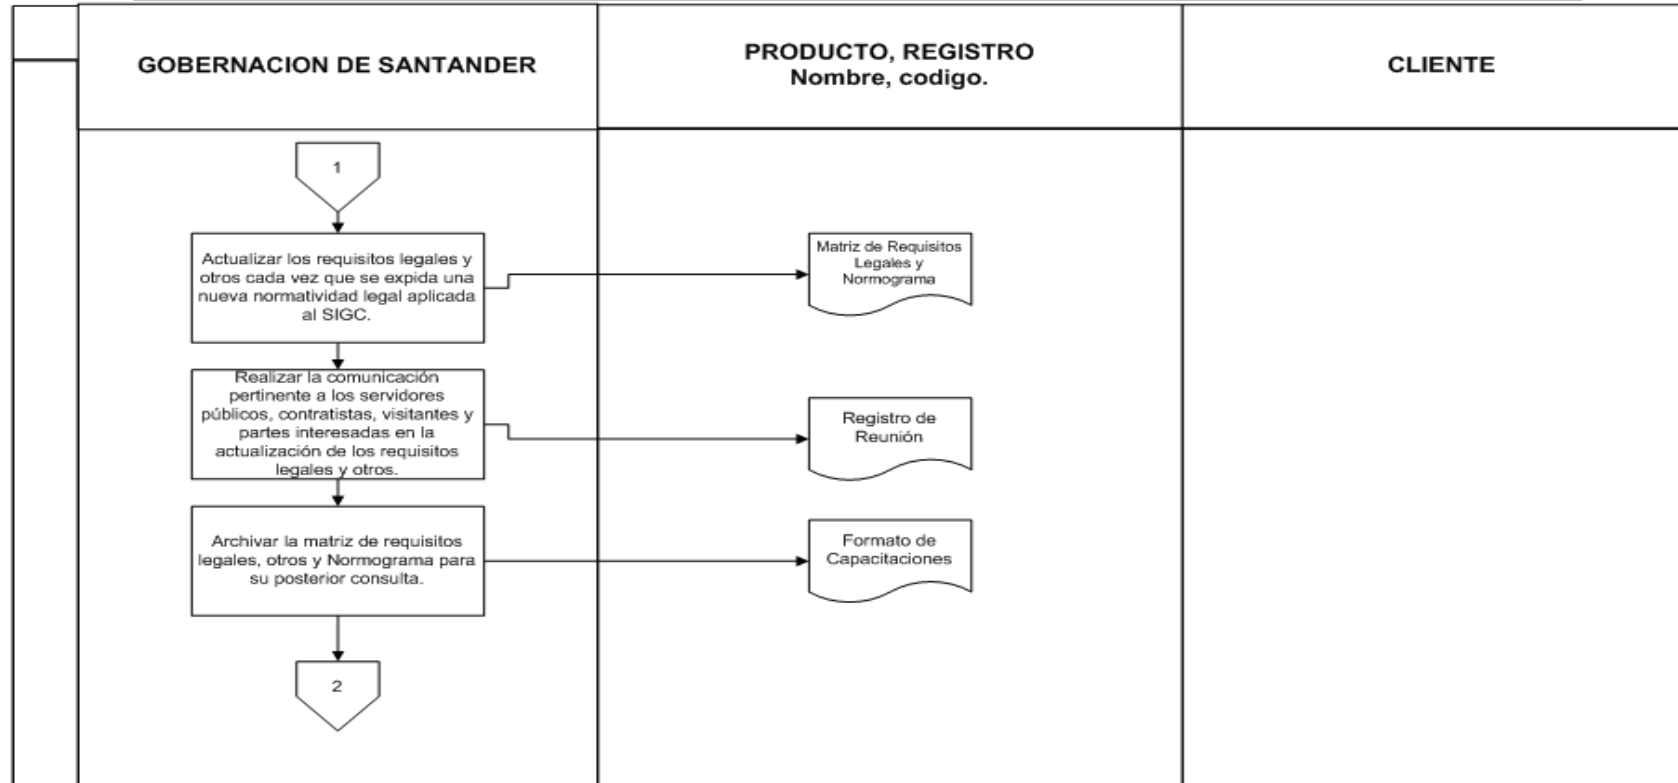 GOBERNACION DE SANTANDER
PRODUCTO, REGISTRO
Nombre, codigo.
CLIENTE
1
Actualizar los requisitos legales y
otros cada vez que se expida una
nueva normatividad legal aplicada
al SIGC.
Matriz de Requisitos
Legales y
Normograma
Realizar la comunicación
pertinente a los servidores
públicos, contratistas, visitantes y
partes interesadas en la
actualización de los requisitos
legales y otros.
Registro de
Reunión
Archivar la matriz de requisitos
legales, otros y Normograma para
su posterior consulta.
Formato de
Capacitaciones
2